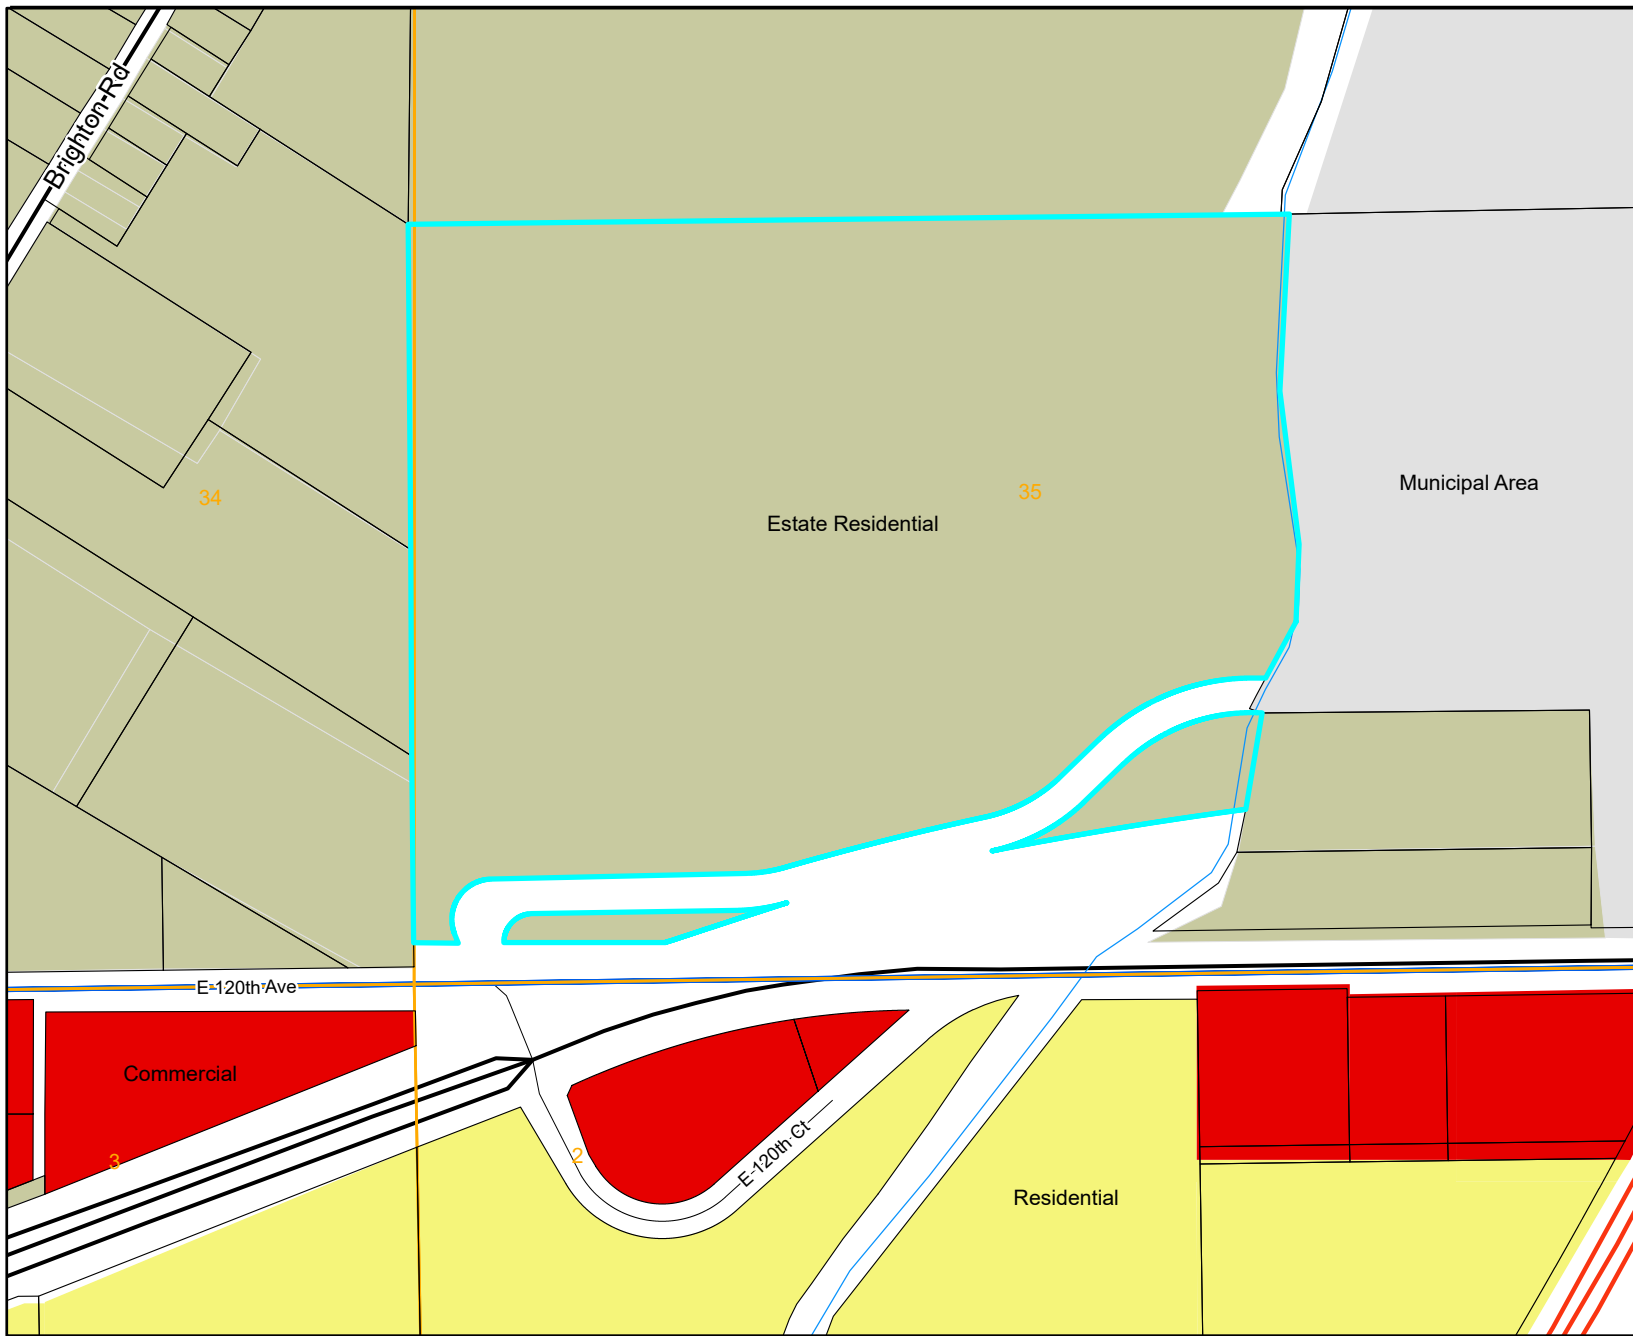 Brighton Rd
34
35
Estate Residential
Municipal Area
E 120th Ave
Commercial
3
2
E 120th Ct
Residential